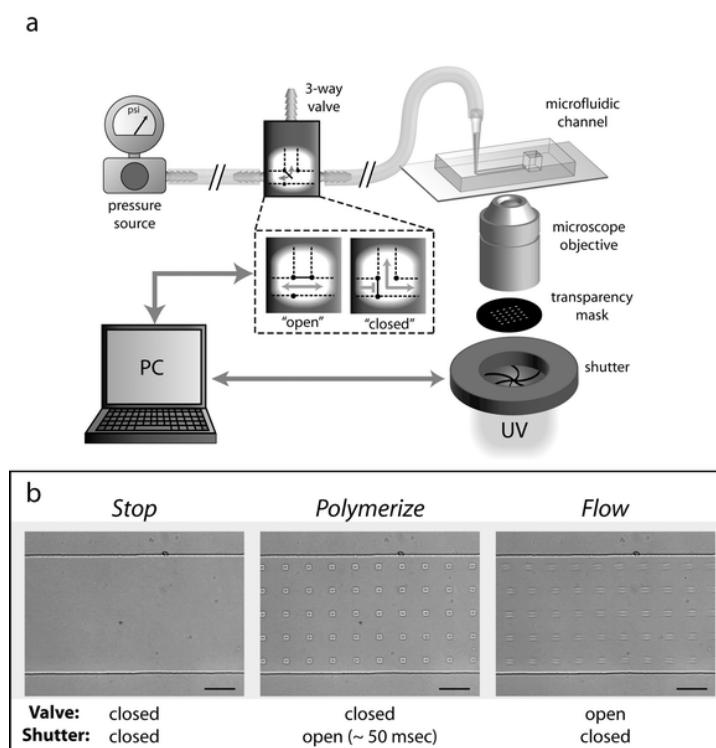 a
psi
3-way
valve
microfluidic
channel
pressure
source
microscope
objective
"open"
"closed"
transparency
mask
PC
shutter
UV
b
Stop
Polymerize
Flow
Valve: closed closed open
Shutter: closed open (~ 50 msec) closed